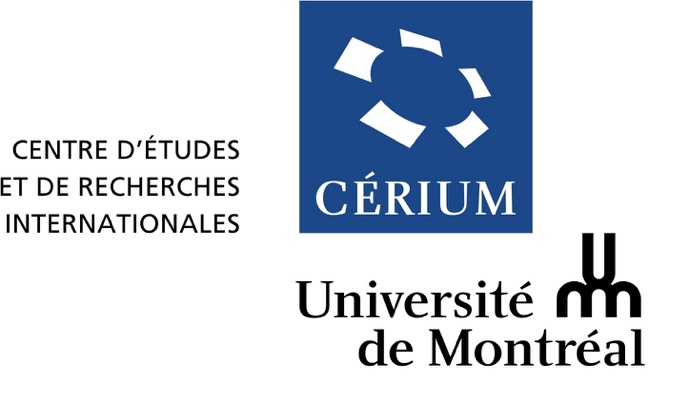 CENTRE D'ÉTUDES
ET DE RECHERCHES
INTERNATIONALES
CÉRIUM
Université
de Montréal